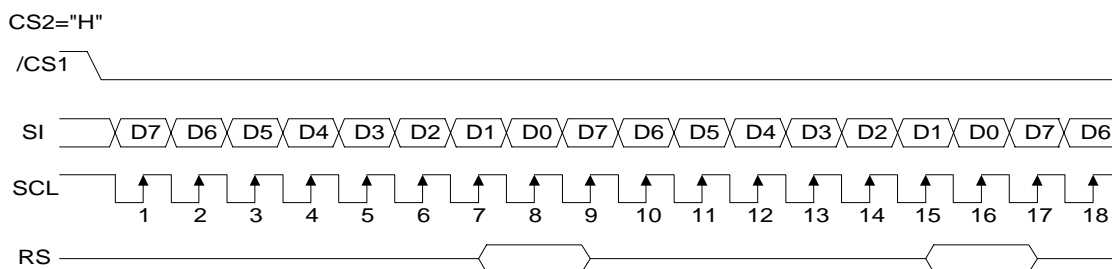 CS2="H"
/CS1
SI D7 D6 D5 D4 D3 D2 D1 D0 D7 D6 D5 D4 D3 D2 D1 D0 D7 D6
SCL
1 2 3 4 5 6 7 8 9 10 11 12 13 14 15 16 17 18
RS